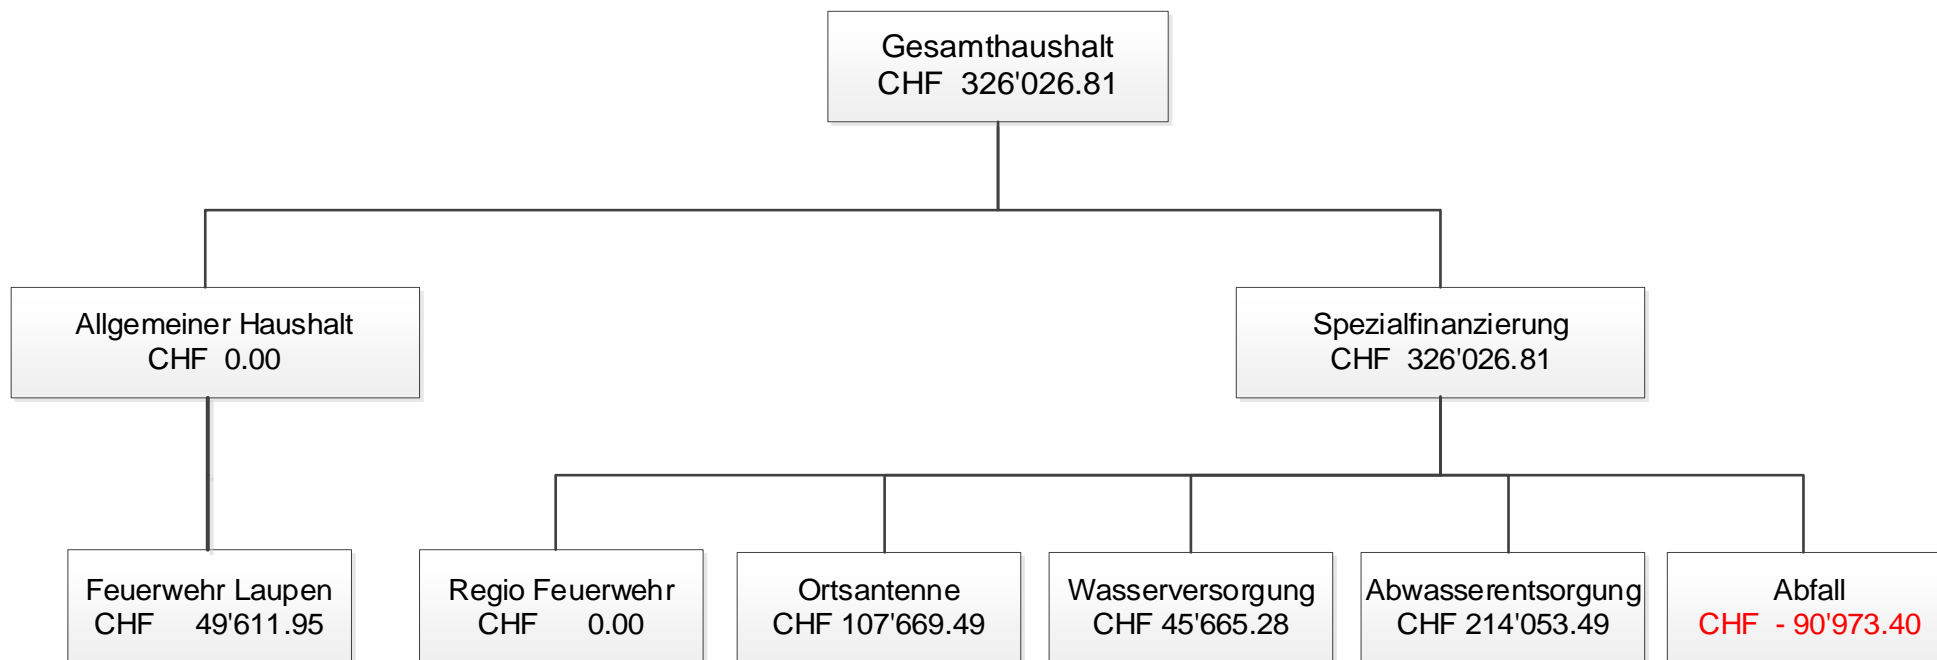 Gesamthaushalt
CHF  326'026.81
Allgemeiner Haushalt
CHF  0.00
Spezialfinanzierung
CHF  326'026.81
Feuerwehr Laupen
CHF     49'611.95
Regio Feuerwehr
CHF     0.00
Ortsantenne
CHF 107'669.49
Wasserversorgung
CHF 45'665.28
Abwasserentsorgung
CHF 214'053.49
Abfall
CHF  - 90'973.40